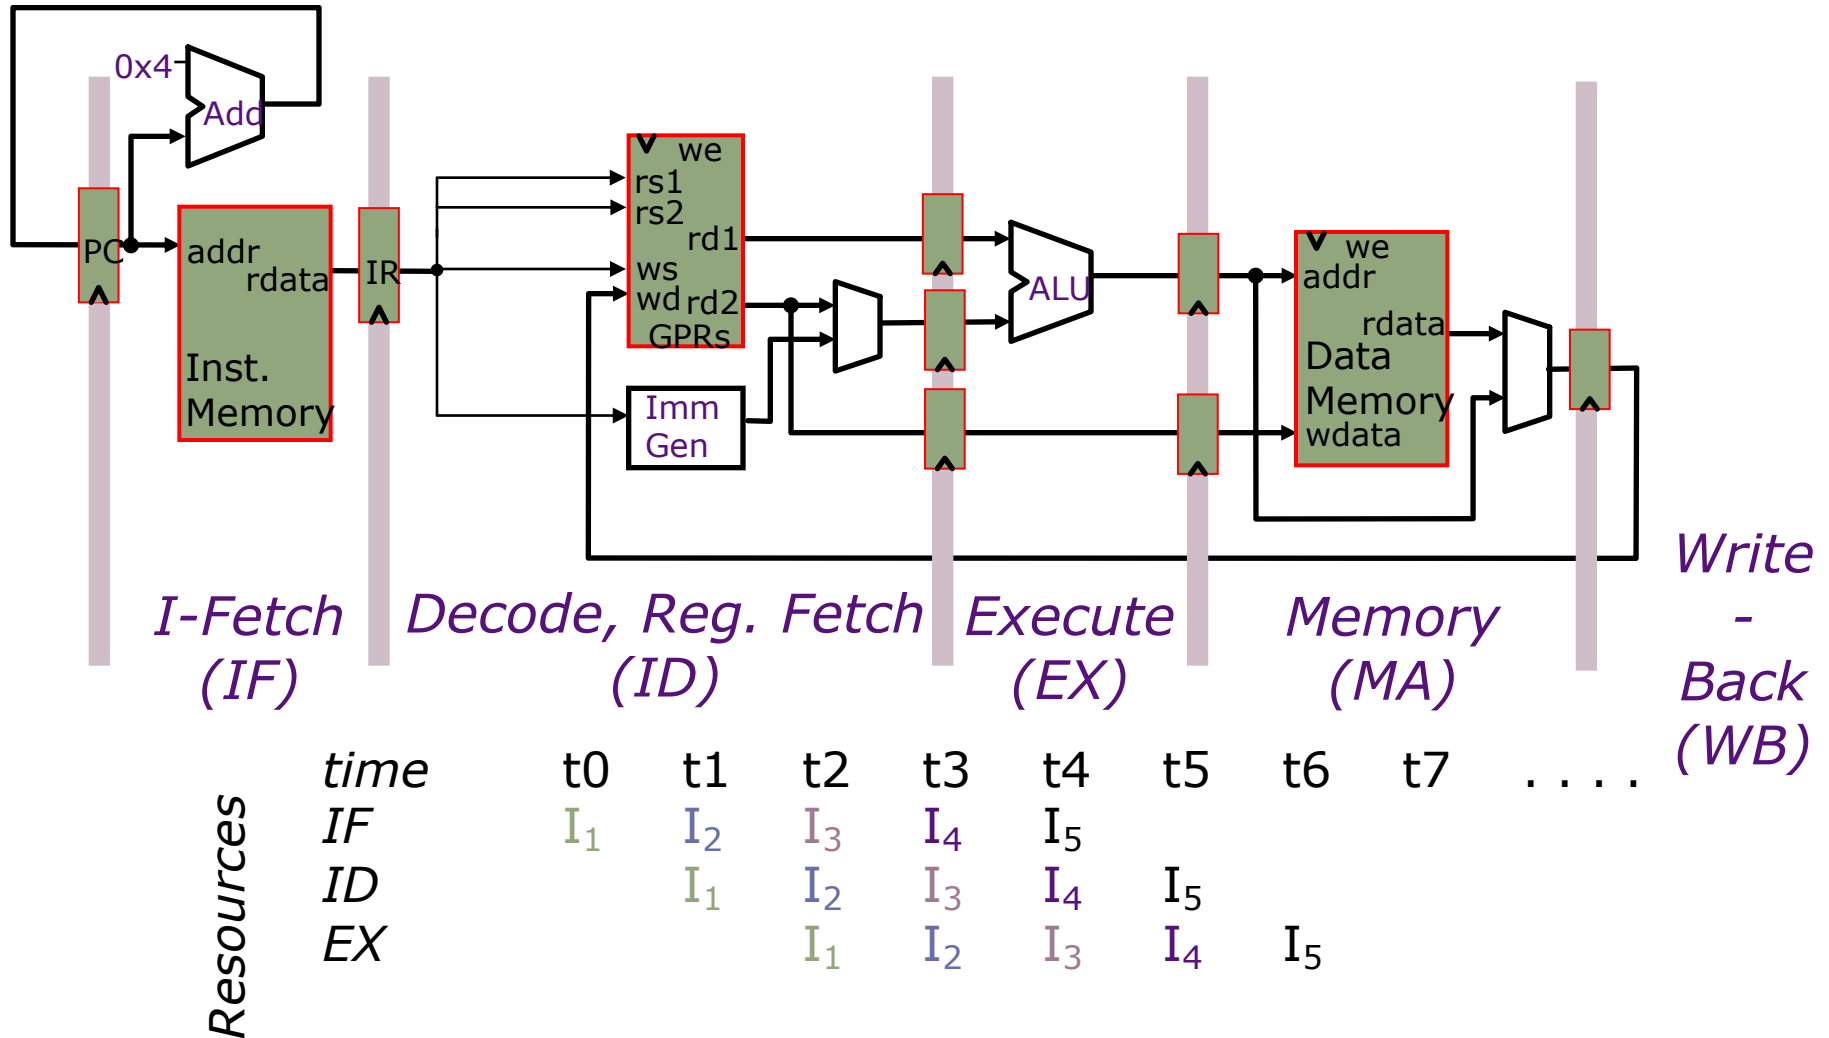 0x4
Add
PC
addr
rdata
Inst.
Memory
IR
we
rs1
rs2
rd1
ws
wd
rd2
GPRs
Imm
Gen
ALU
we
addr
rdata
Data
Memory
wdata
I-Fetch
(IF)
Decode, Reg. Fetch
(ID)
Execute
(EX)
Memory
(MA)
Write
-
Back
(WB)
time t0 t1 t2 t3 t4 t5 t6 t7 . . . .
IF I1 I2 I3 I4 I5
ID I1 I2 I3 I4 I5
EX I1 I2 I3 I4 I5
Resources